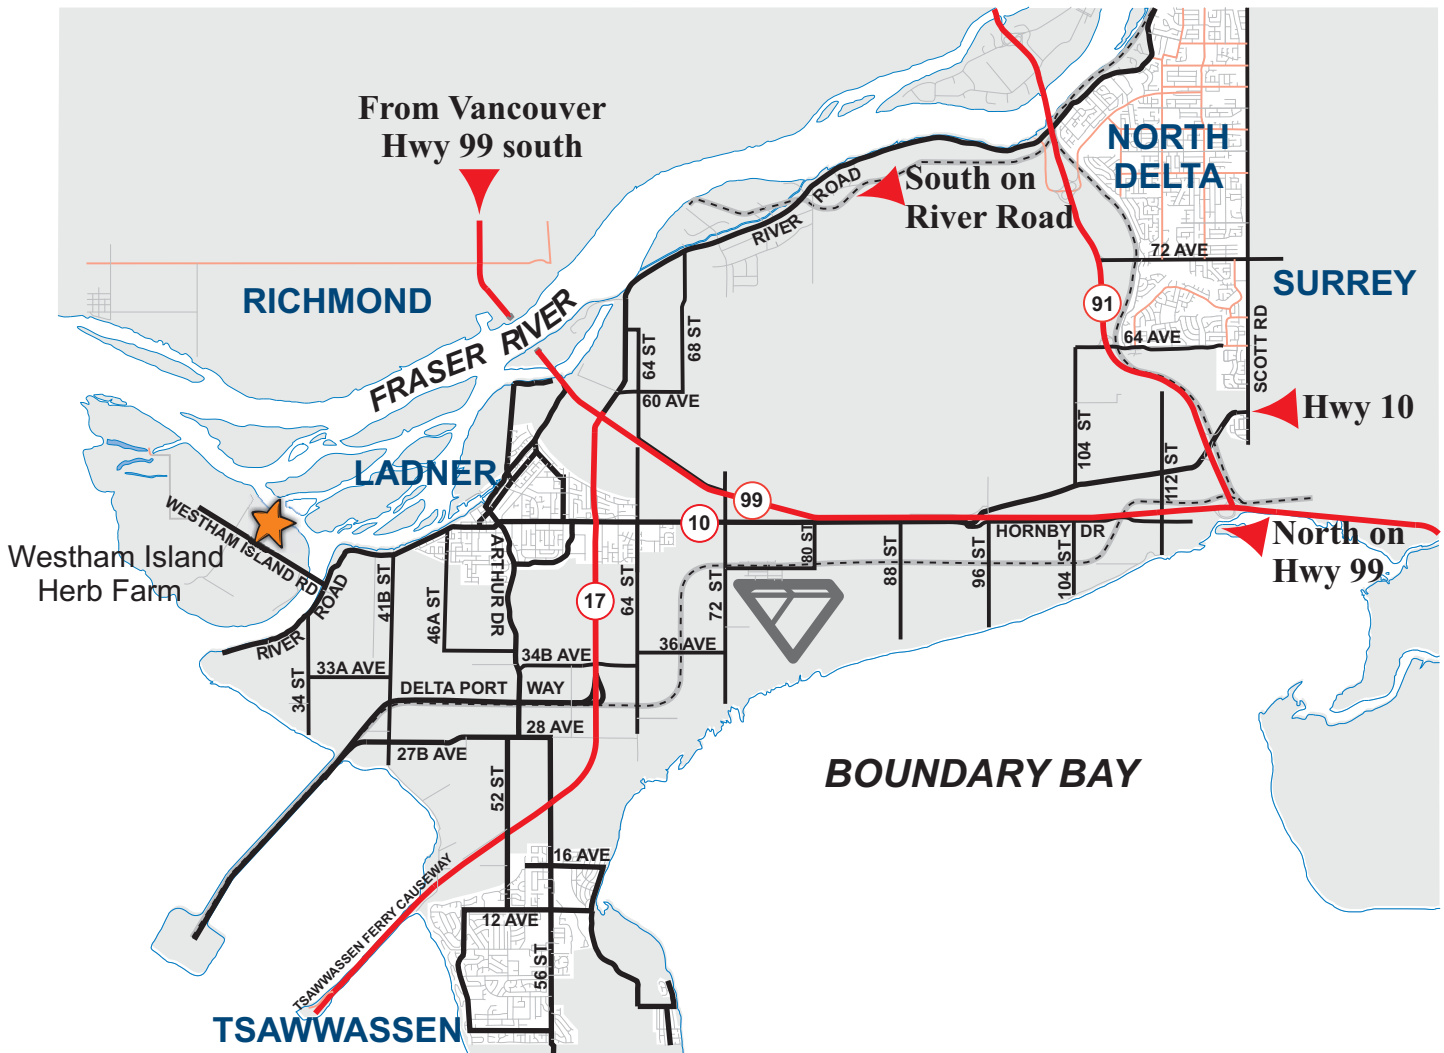 From Vancouver
Hwy 99 south
NORTH
DELTA
South on
River Road
RIVER
ROAD
72 AVE
SURREY
RICHMOND
FRASER RIVER
91
64 AVE
SCOTT RD
68 ST
64 ST
60 AVE
Hwy 10
104 ST
112 ST
LADNER
99
10
HORNBY DR
North on
Hwy 99
WESTHAM ISLAND RD
Westham Island
Herb Farm
RIVER
ROAD
41B ST
46A ST
ARTHUR DR
17
64 ST
72 ST
80 ST
88 ST
96 ST
104 ST
36 AVE
34B AVE
33A AVE
34 ST
DELTA PORT WAY
28 AVE
27B AVE
52 ST
BOUNDARY BAY
16 AVE
12 AVE
56 ST
TSAWWASSEN FERRY CAUSEWAY
TSAWWASSEN